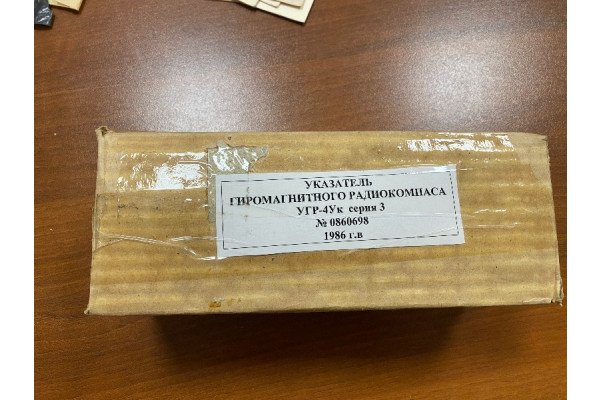 УКАЗАТЕЛЬ
ГИРОМАГНИТНОГО РАДИОКОМПАСА
УГР-4Ук серия 3
№ 0860698
1986 г.в